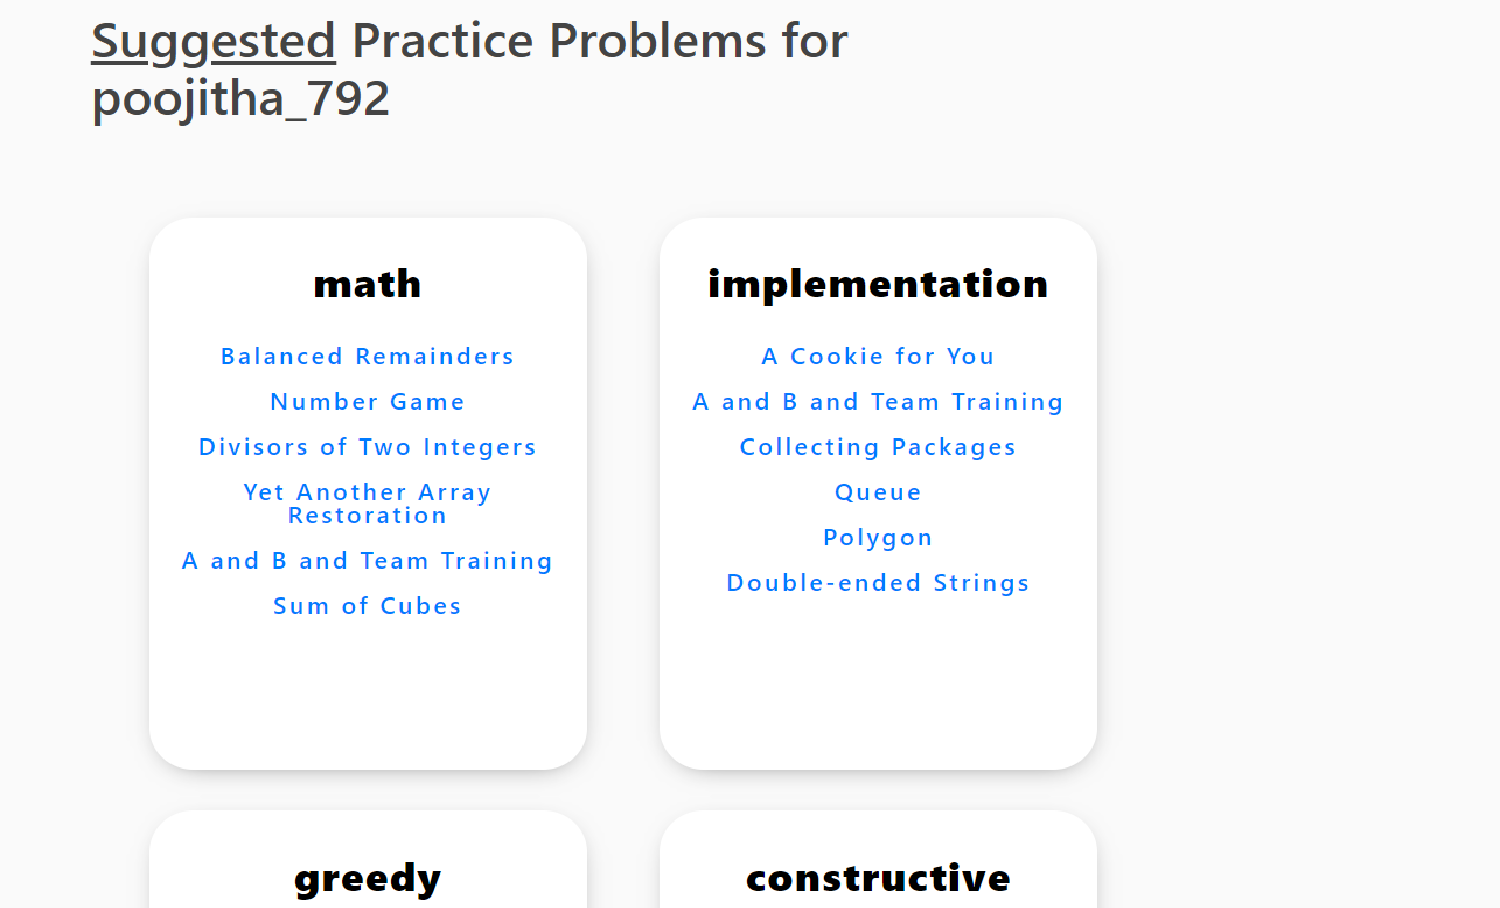 Suggested Practice Problems for
poojitha_792
math
Balanced Remainders
Number Game
Divisors of Two Integers
Yet Another Array
Restoration
A and B and Team Training
Sum of Cubes
implementation
A Cookie for You
A and B and Team Training
Collecting Packages
Queue
Polygon
Double-ended Strings
greedy
constructive